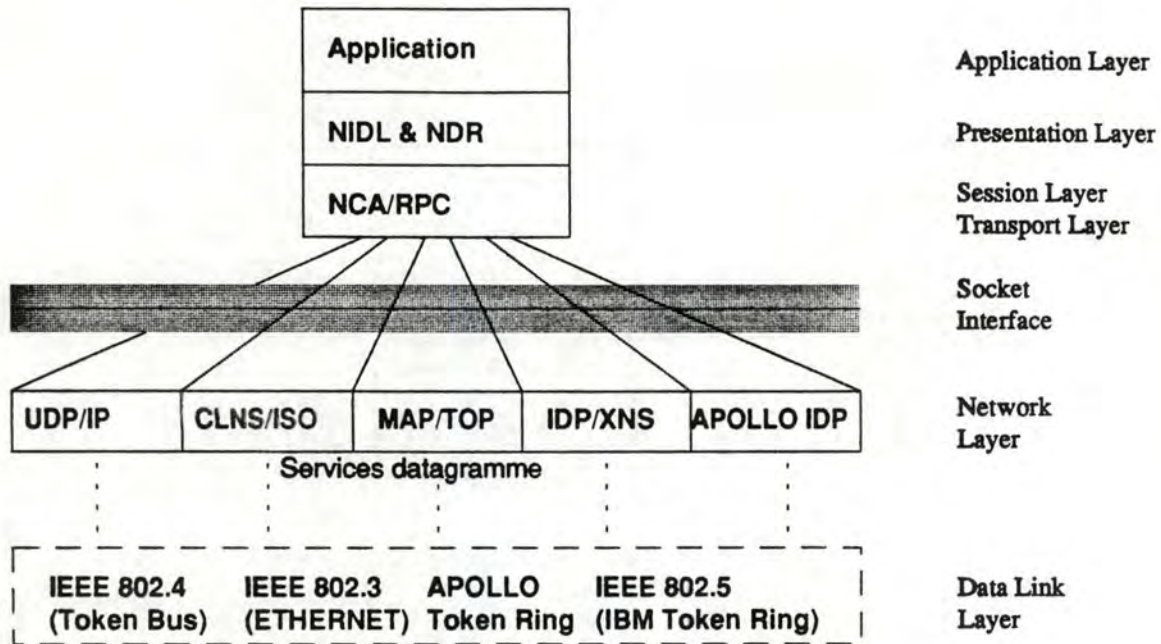 Application
Application Layer
NIDL & NDR
Presentation Layer
NCA/RPC
Session Layer
Transport Layer
Socket
Interface
UDP/IP
CLNS/ISO
MAP/TOP
IDP/XNS
APOLLO IDP
Network
Layer
Services datagramme
IEEE 802.4
(Token Bus)
IEEE 802.3
(ETHERNET)
APOLLO
Token Ring
IEEE 802.5
(IBM Token Ring)
Data Link
Layer